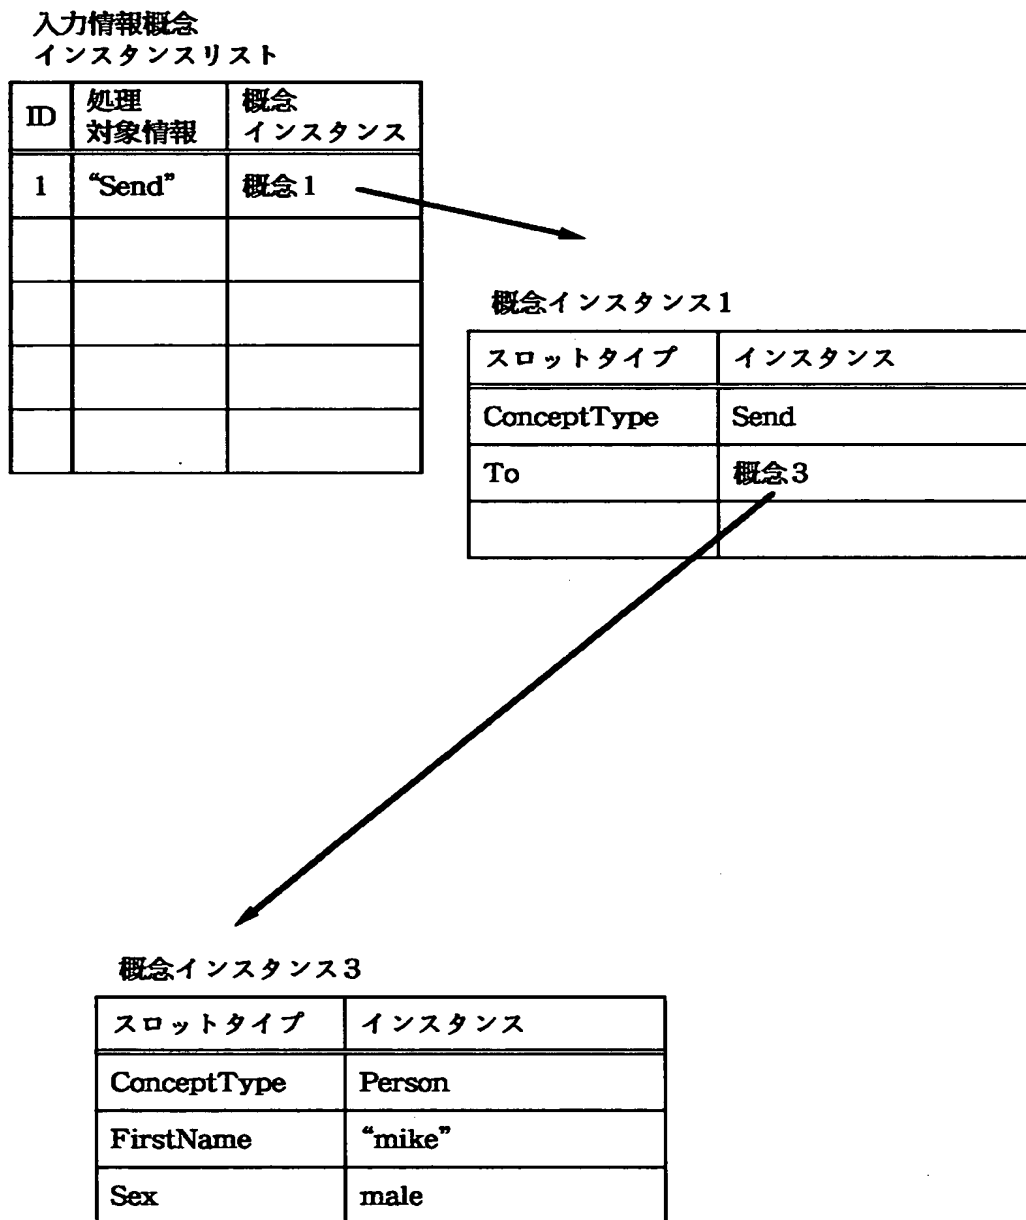 入力情報概念
インスタンスリスト
ID 処理 概念
対象情報 インスタンス
1 “Send” 概念1
概念インスタンス1
スロットタイプ インスタンス
ConceptType Send
To 概念3
概念インスタンス3
スロットタイプ インスタンス
ConceptType Person
FirstName “mike”
Sex male